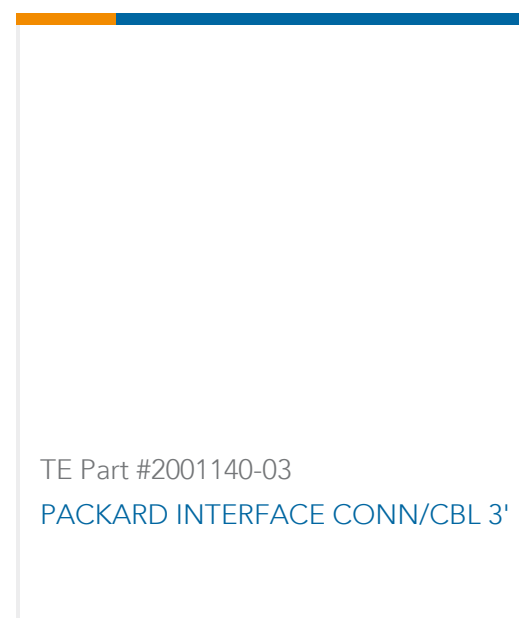 TE Part #2001140-03
PACKARD INTERFACE CONN/CBL 3'